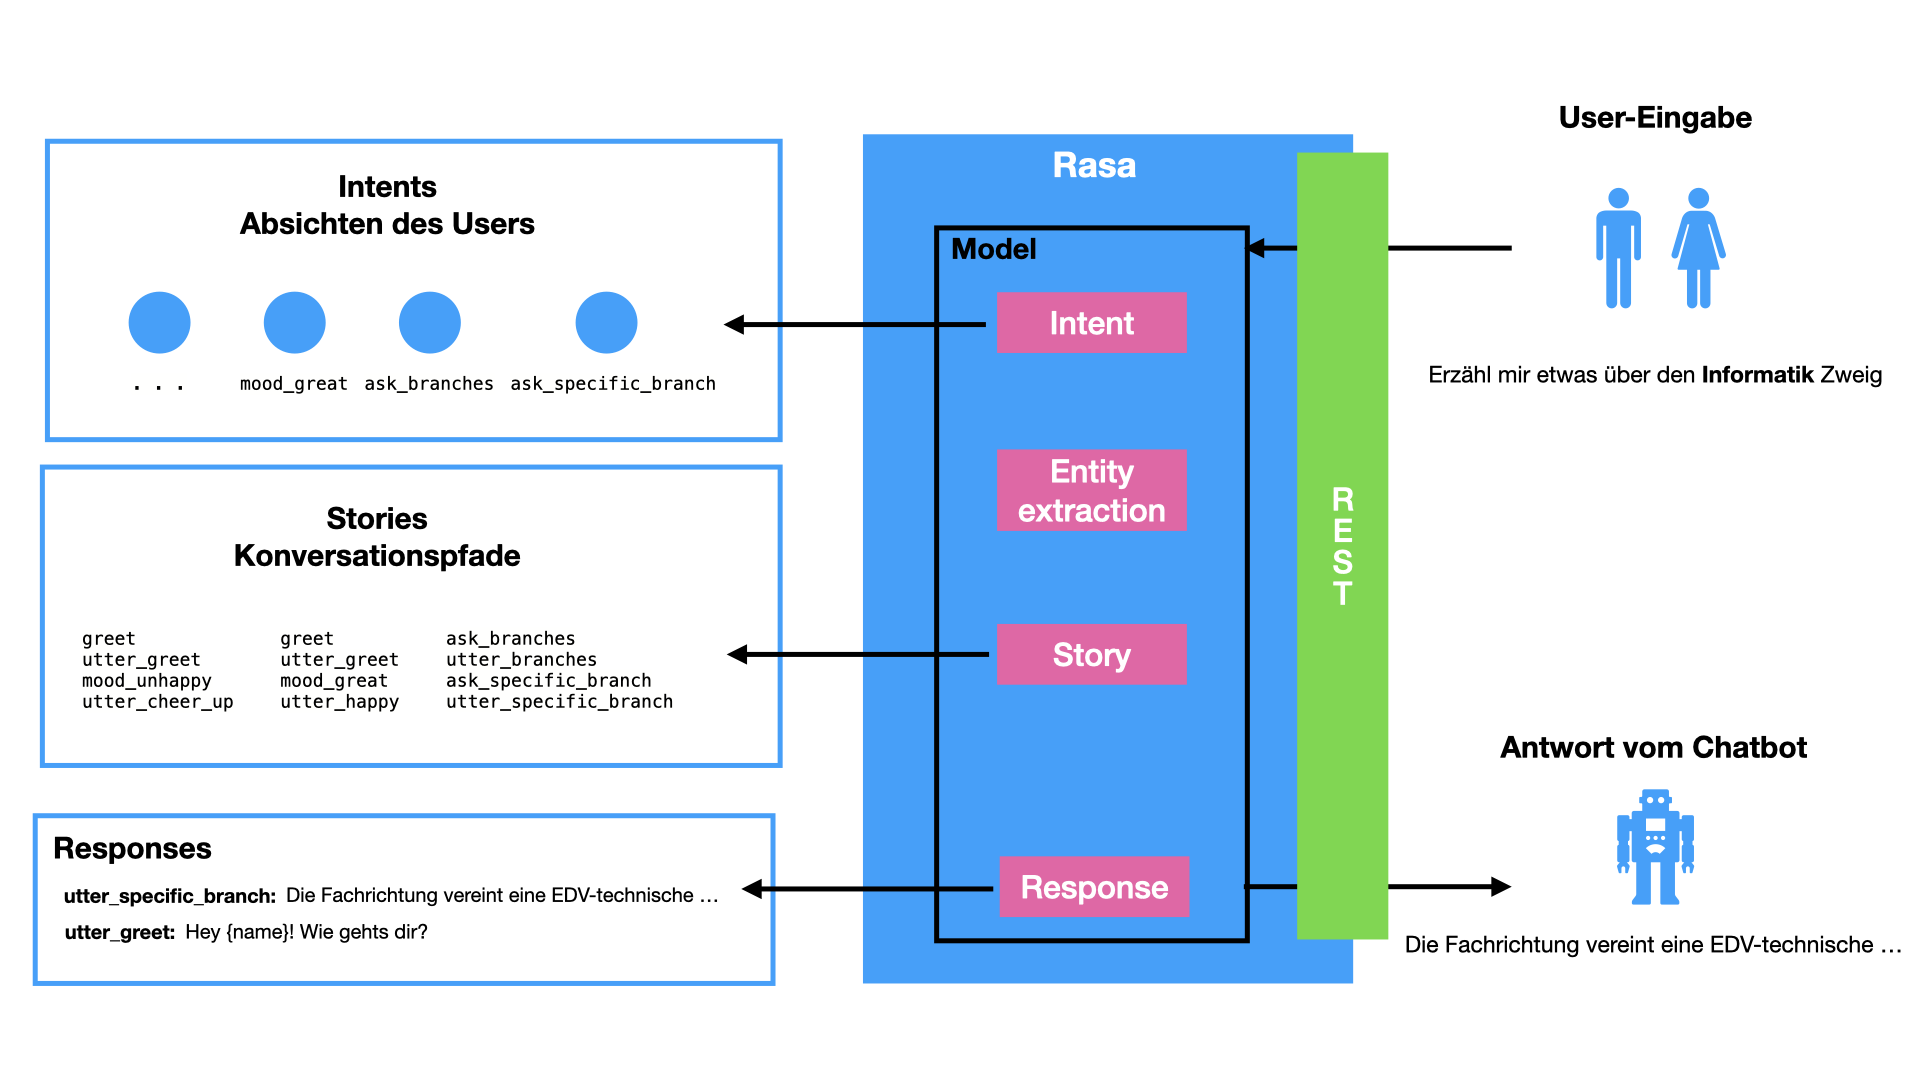 Intents
Absichten des Users
. . .
mood_great
ask_branches
ask_specific_branch
Stories
Konversationspfade
greet
utter_greet
mood_unhappy
utter_cheer_up
greet
utter_greet
mood_great
utter_happy
ask_branches
utter_branches
ask_specific_branch
utter_specific_branch
Responses
utter_specific_branch: Die Fachrichtung vereint eine EDV-technische …
utter_greet: Hey {name}! Wie gehts dir?
Rasa
Model
Intent
Entity
extraction
Story
Response
R
E
S
T
User-Eingabe
Erzähl mir etwas über den Informatik Zweig
Antwort vom Chatbot
Die Fachrichtung vereint eine EDV-technische …